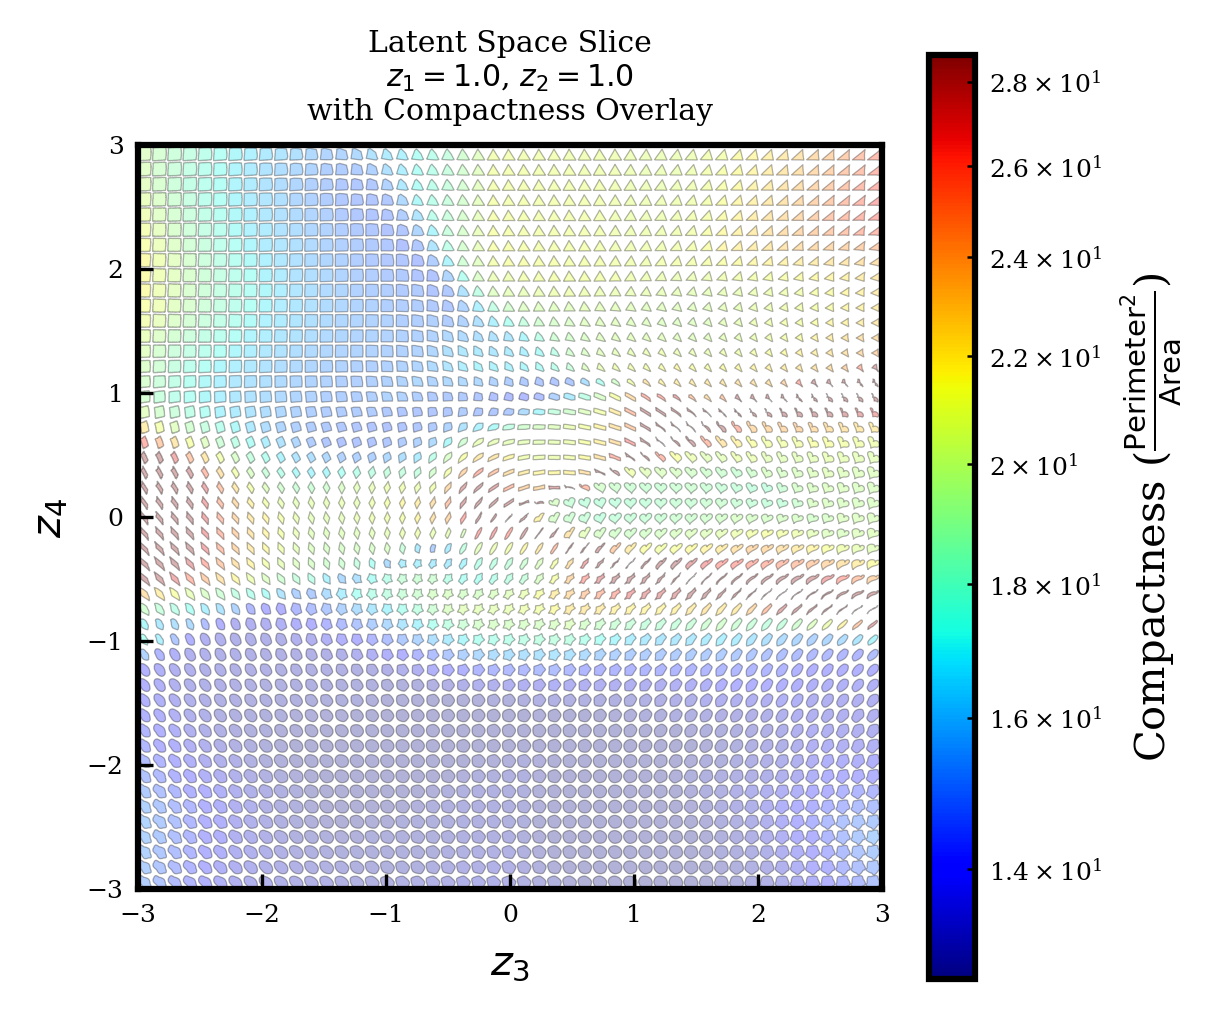 Latent Space Slice
z₁ = 1.0, z₂ = 1.0
with Compactness Overlay
3
2
1
0
−1
−2
−3
z₄
−3
−2
−1
0
1
2
3
z₃
2.8 × 10¹
2.6 × 10¹
2.4 × 10¹
2.2 × 10¹
2 × 10¹
1.8 × 10¹
1.6 × 10¹
1.4 × 10¹
Compactness (Perimeter²/Area)